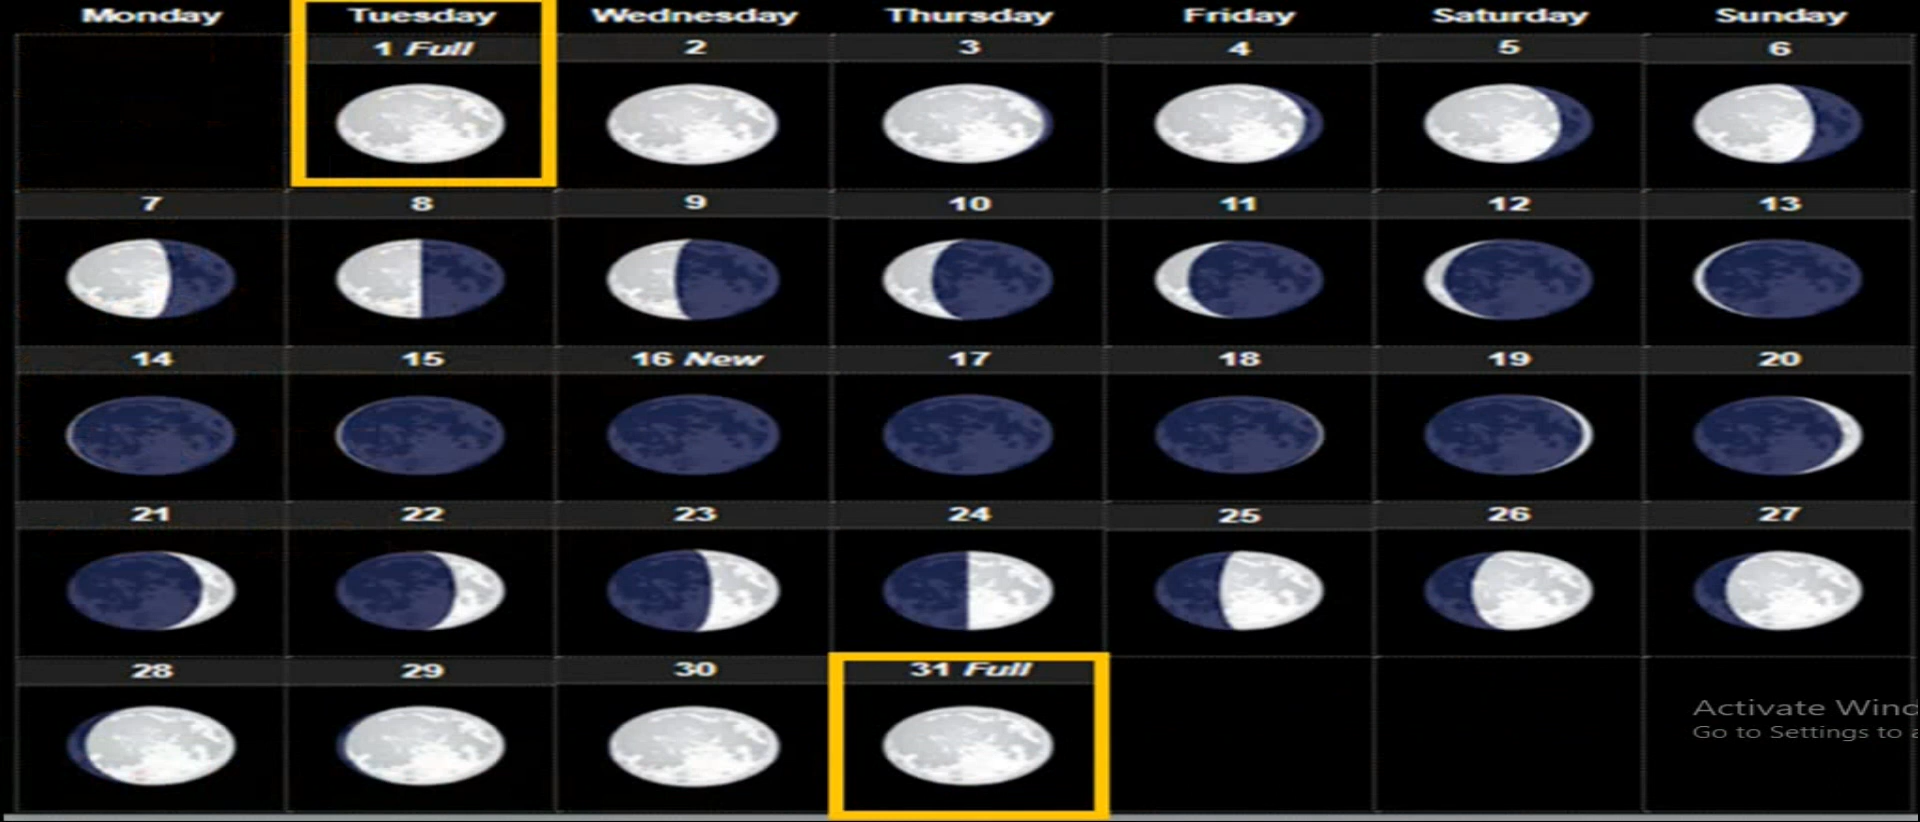 Monday Tuesday Wednesday Thursday Friday Saturday Sunday
1 Full 2 3 4 5 6
7 8 9 10 11 12 13
14 15 16 New 17 18 19 20
21 22 23 24 25 26 27
28 29 30 31 Full
Activate Wind
Go to Settings to a